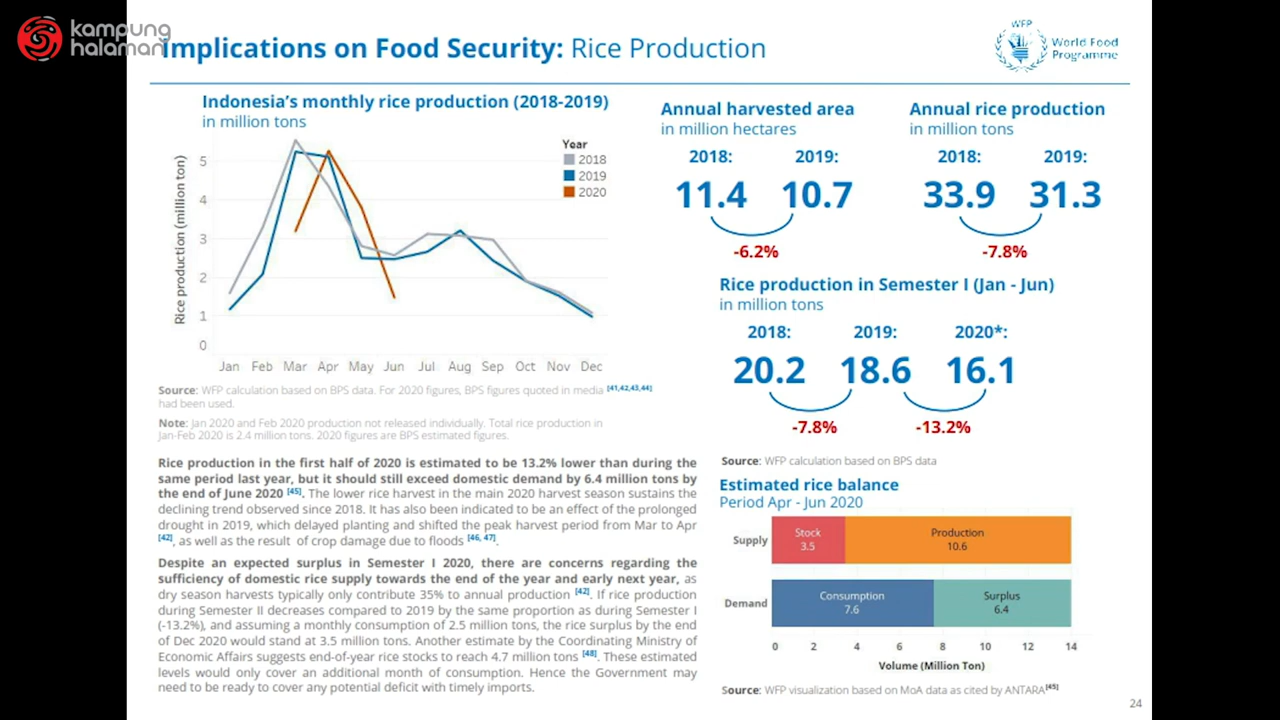 kampung
halaman
Implications on Food Security: Rice Production
WFP
World Food
Programme
Indonesia's monthly rice production (2018-2019)
in million tons
Year
2018
2019
2020
Rice production (million ton)
5
4
3
2
1
0
Jan Feb Mar Apr May Jun Jul Aug Sep Oct Nov Dec
Source: WFP calculation based on BPS data. For 2020 figures, BPS figures quoted in media [41,42,43,44]
had been used.
Note: Jan 2020 and Feb 2020 production not released individually. Total rice production in
Jan-Feb 2020 is 2.4 million tons. 2020 figures are BPS estimated figures.
Rice production in the first half of 2020 is estimated to be 13.2% lower than during the
same period last year, but it should still exceed domestic demand by 6.4 million tons by
the end of June 2020 [45]. The lower rice harvest in the main 2020 harvest season sustains the
declining trend observed since 2018. It has also been indicated to be an effect of the prolonged
drought in 2019, which delayed planting and shifted the peak harvest period from Mar to Apr
[42], as well as the result of crop damage due to floods [46, 47].
Despite an expected surplus in Semester I 2020, there are concerns regarding the
sufficiency of domestic rice supply towards the end of the year and early next year, as
dry season harvests typically only contribute 35% to annual production [42]. If rice production
during Semester II decreases compared to 2019 by the same proportion as during Semester I
(-13.2%), and assuming a monthly consumption of 2.5 million tons, the rice surplus by the end
of Dec 2020 would stand at 3.5 million tons. Another estimate by the Coordinating Ministry of
Economic Affairs suggests end-of-year rice stocks to reach 4.7 million tons [48]. These estimated
levels would only cover an additional month of consumption. Hence the Government may
need to be ready to cover any potential deficit with timely imports.
Annual harvested area
in million hectares
2018: 2019:
11.4 10.7
-6.2%
Annual rice production
in million tons
2018: 2019:
33.9 31.3
-7.8%
Rice production in Semester I (Jan - Jun)
in million tons
2018: 2019: 2020*:
20.2 18.6 16.1
-7.8% -13.2%
Source: WFP calculation based on BPS data
Estimated rice balance
Period Apr - Jun 2020
Supply
Stock
3.5
Production
10.6
Demand
Consumption
7.6
Surplus
6.4
0 2 4 6 8 10 12 14
Volume (Million Ton)
Source: WFP visualization based on MoA data as cited by ANTARA[45]
24